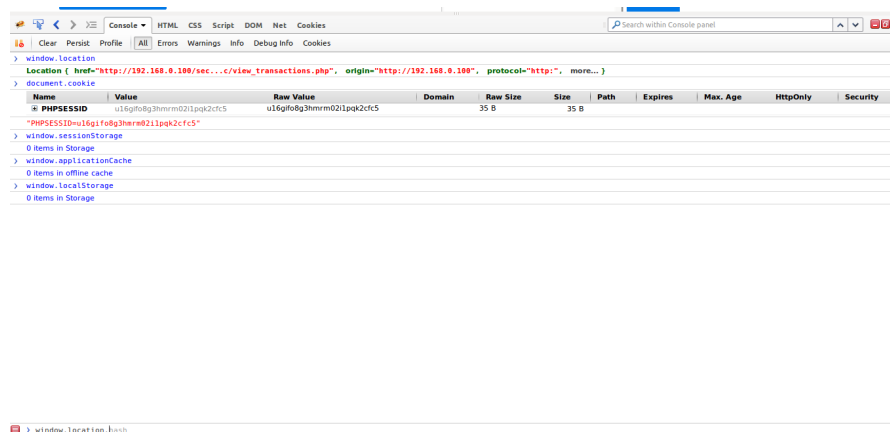 Console HTML CSS Script DOM Net Cookies Search within Console panel
Clear Persist Profile All Errors Warnings Info Debug Info Cookies
> window.location
Location { href="http://192.168.0.100/sec...c/view_transactions.php", origin="http://192.168.0.100", protocol="http:", more... }
> document.cookie
Name Value Raw Value Domain Raw Size Size Path Expires Max. Age HttpOnly Security
PHPSESSID u16gifo8g3hmrm02i1pqk2cfc5 u16gifo8g3hmrm02i1pqk2cfc5 35 B 35 B
"PHPSESSID=u16gifo8g3hmrm02i1pqk2cfc5"
> window.sessionStorage
0 items in Storage
> window.applicationCache
0 items in offline cache
> window.localStorage
0 items in Storage
> window.location.hash